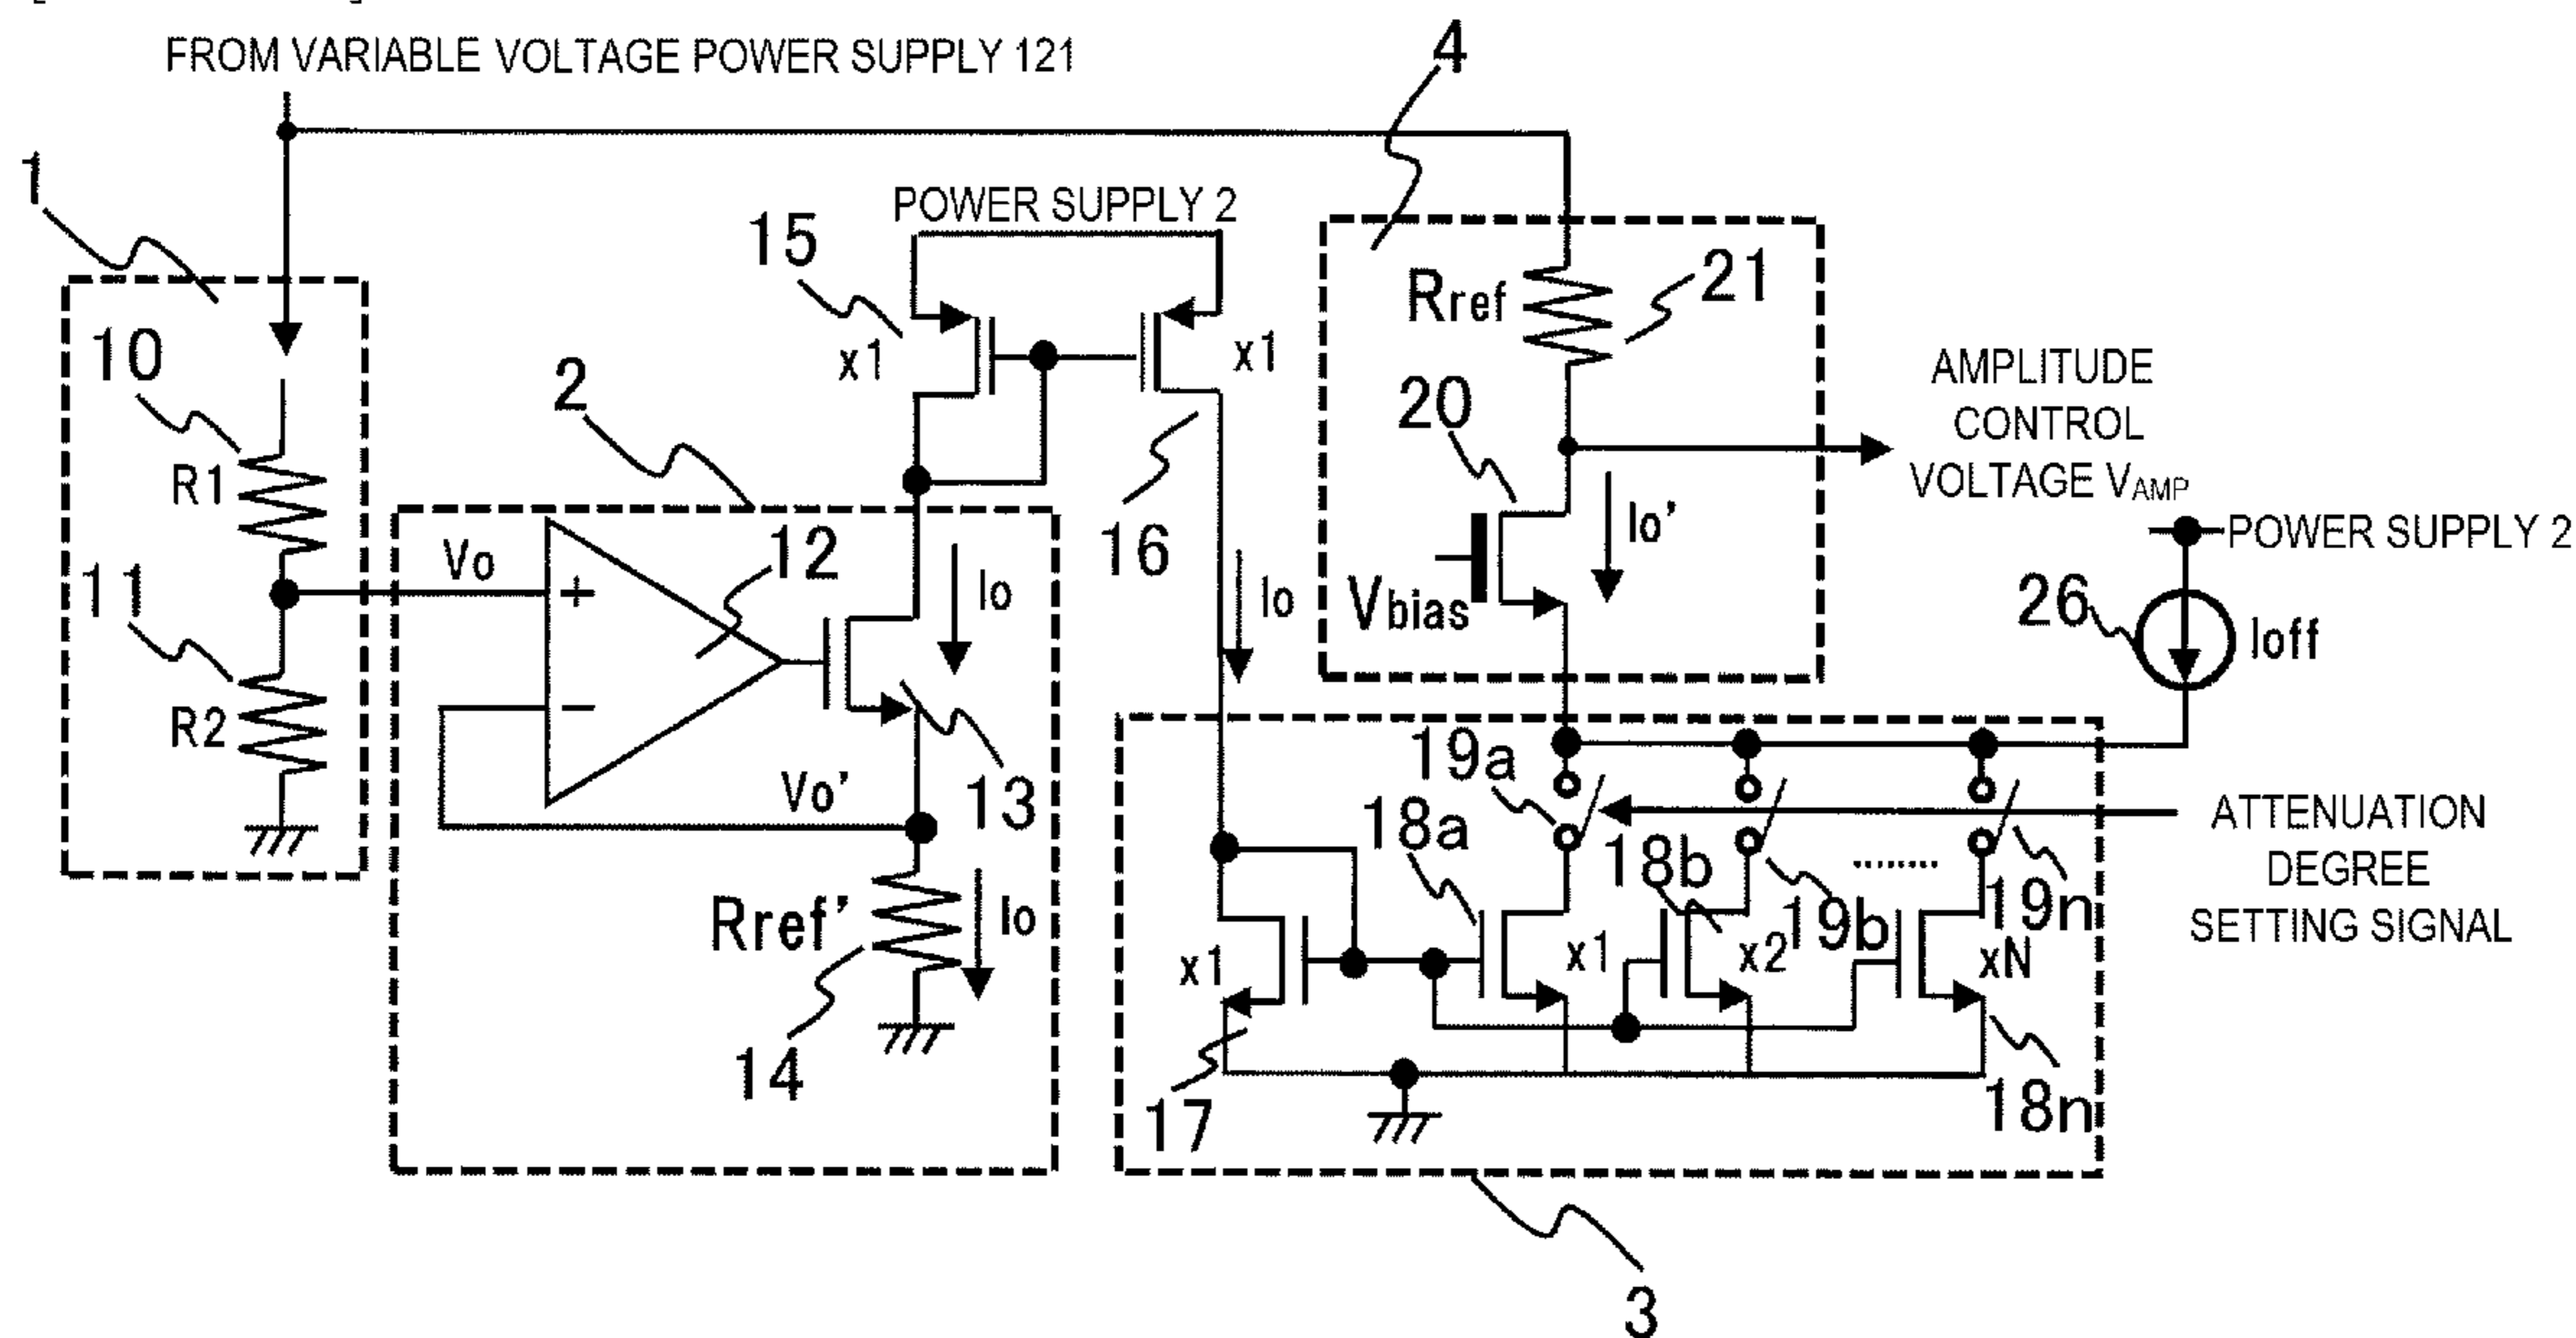 FROM VARIABLE VOLTAGE POWER SUPPLY 121
4
1
POWER SUPPLY 2
15
x1
x1
Rref
21
10
R1
2
20
AMPLITUDE
CONTROL
VOLTAGE VAMP
16
Vo
12
Io
Io
Io'
Vbias
POWER SUPPLY 2
26
Ioff
11
R2
+
−
Vo'
13
19a
18a
18b
19b
........
19n
ATTENUATION
DEGREE
SETTING SIGNAL
Rref'
Io
14
x1
x1
x2
xN
17
18n
3